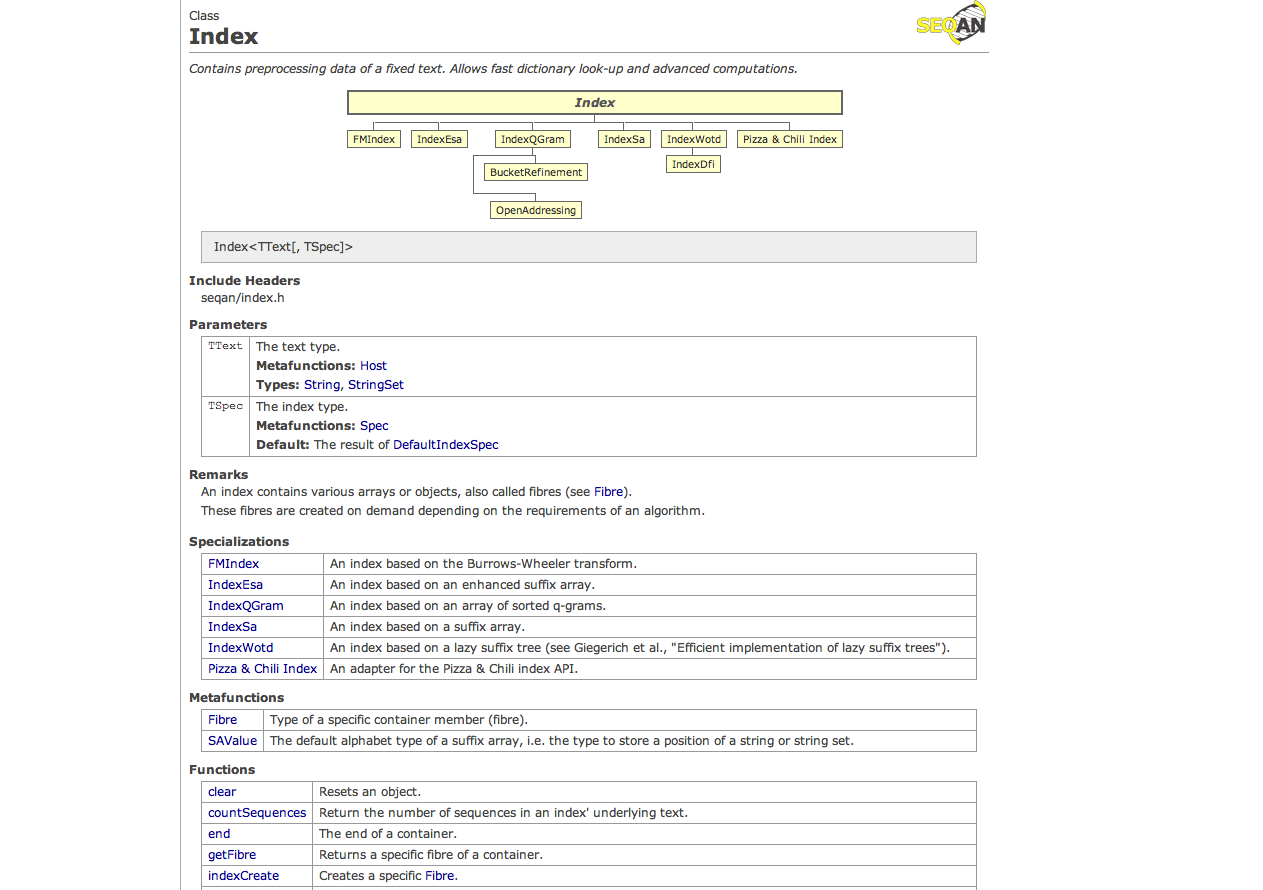 Class
Index
SEQAN
Contains preprocessing data of a fixed text. Allows fast dictionary look-up and advanced computations.
Index
FMIndex IndexEsa IndexQGram IndexSa IndexWotd Pizza & Chili Index
BucketRefinement IndexDfi
OpenAddressing
Index<TText[, TSpec]>
Include Headers
seqan/index.h
Parameters
TText The text type.
Metafunctions: Host
Types: String, StringSet
TSpec The index type.
Metafunctions: Spec
Default: The result of DefaultIndexSpec
Remarks
An index contains various arrays or objects, also called fibres (see Fibre).
These fibres are created on demand depending on the requirements of an algorithm.
Specializations
FMIndex An index based on the Burrows-Wheeler transform.
IndexEsa An index based on an enhanced suffix array.
IndexQGram An index based on an array of sorted q-grams.
IndexSa An index based on a suffix array.
IndexWotd An index based on a lazy suffix tree (see Giegerich et al., "Efficient implementation of lazy suffix trees").
Pizza & Chili Index An adapter for the Pizza & Chili index API.
Metafunctions
Fibre Type of a specific container member (fibre).
SAValue The default alphabet type of a suffix array, i.e. the type to store a position of a string or string set.
Functions
clear Resets an object.
countSequences Return the number of sequences in an index' underlying text.
end The end of a container.
getFibre Returns a specific fibre of a container.
indexCreate Creates a specific Fibre.